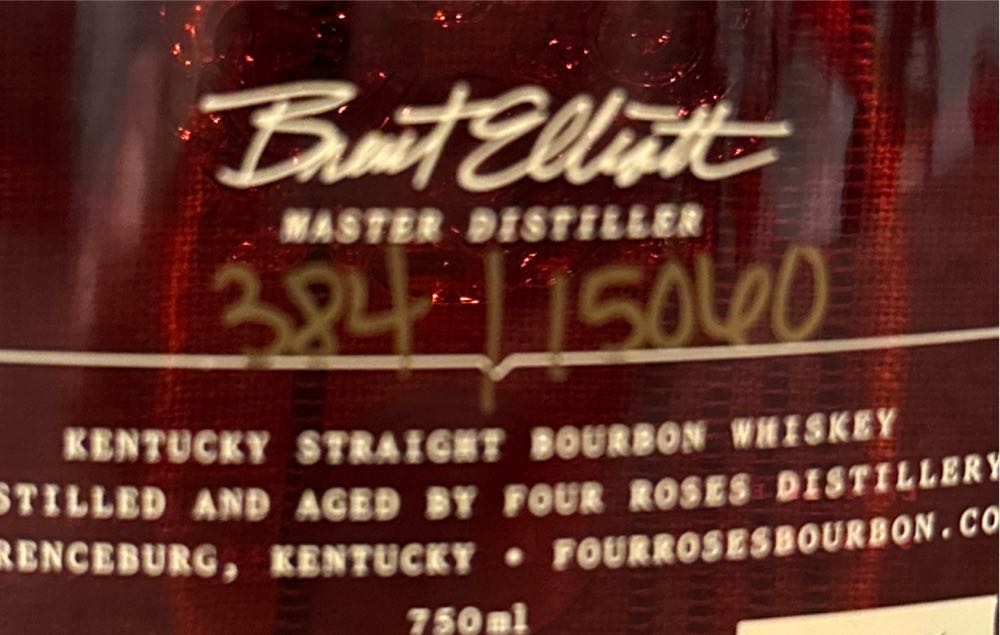 Brent Elliott
MASTER DISTILLER
384/15060
KENTUCKY STRAIGHT BOURBON WHISKEY
STILLED AND AGED BY FOUR ROSES DISTILLERY
RENCEBURG, KENTUCKY • FOURROSESBOURBON.CO
750ml